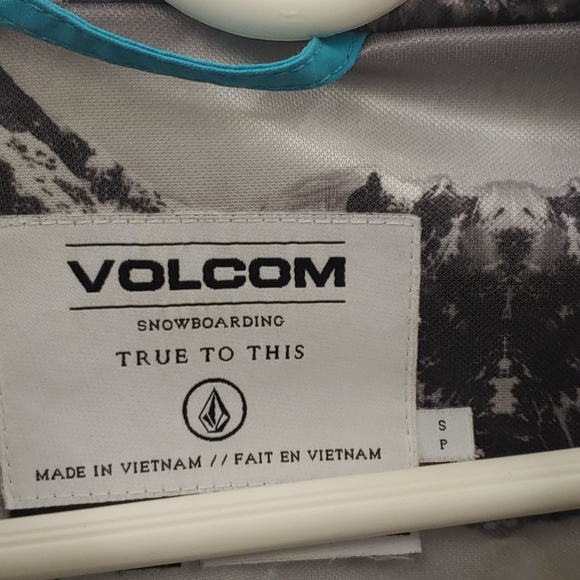 VOLCOM
SNOWBOARDING
TRUE TO THIS
MADE IN VIETNAM // FAIT EN VIETNAM
S
P